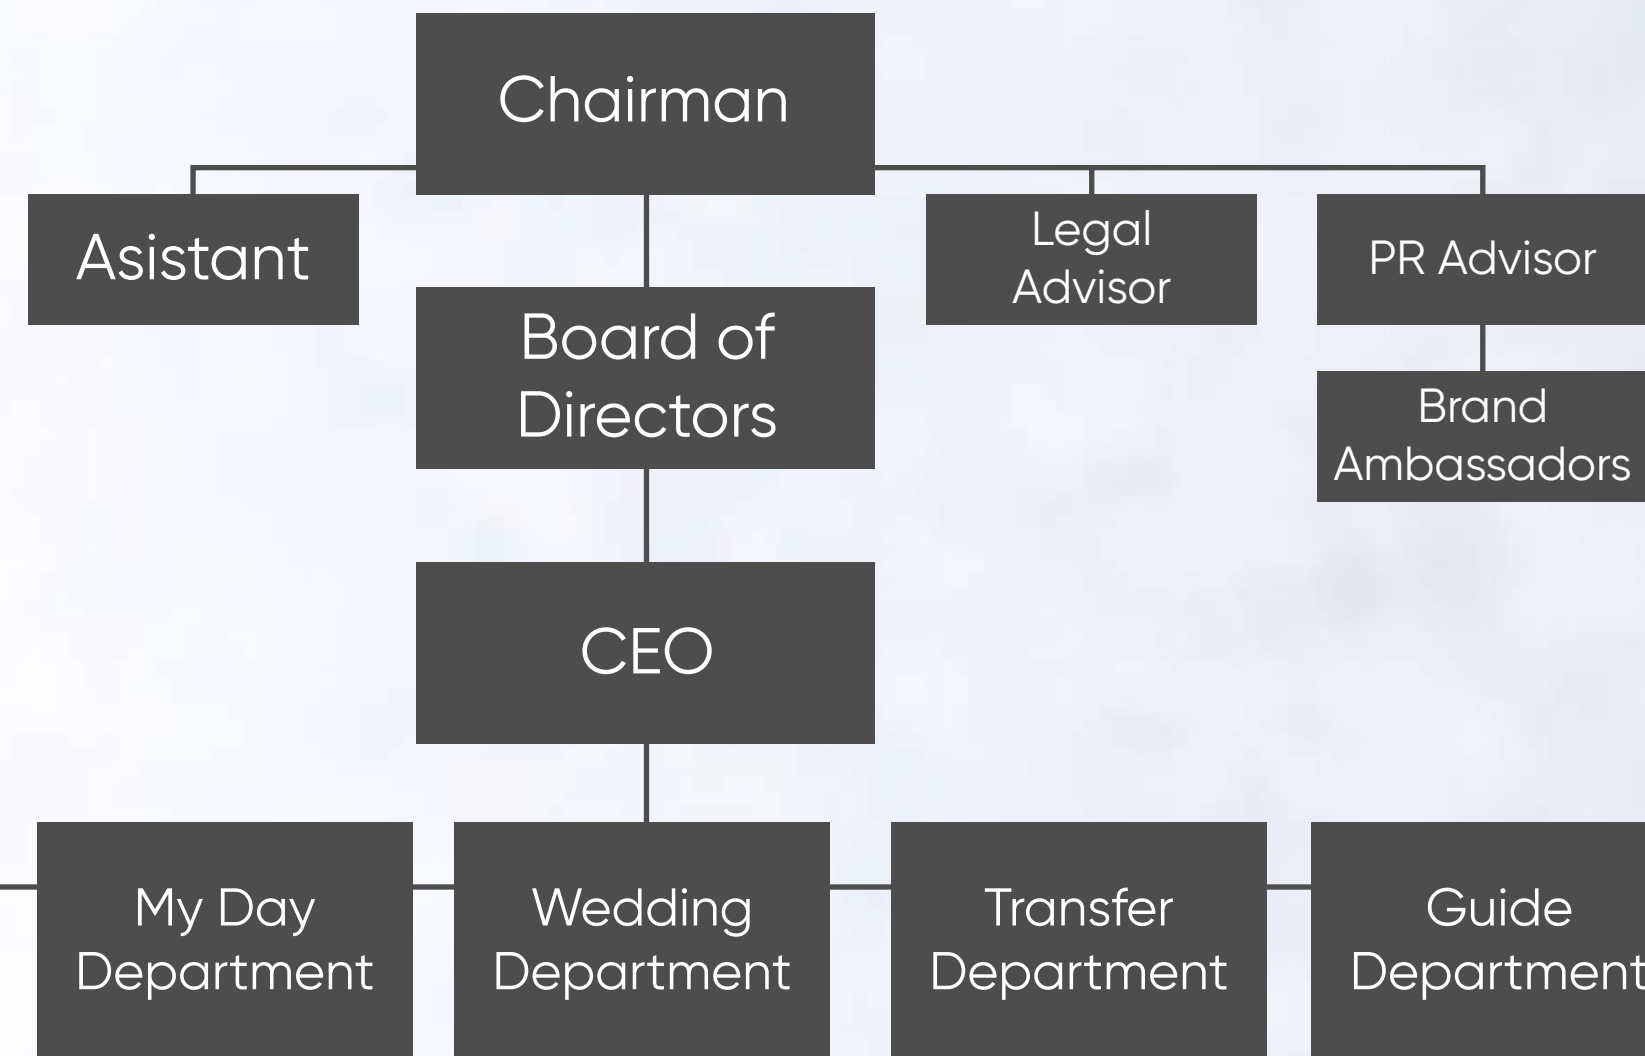 Chairman
Asistant
Legal
Advisor
PR Advisor
Board of
Directors
Brand
Ambassadors
CEO
My Day
Department
Wedding
Department
Transfer
Department
Guide
Department